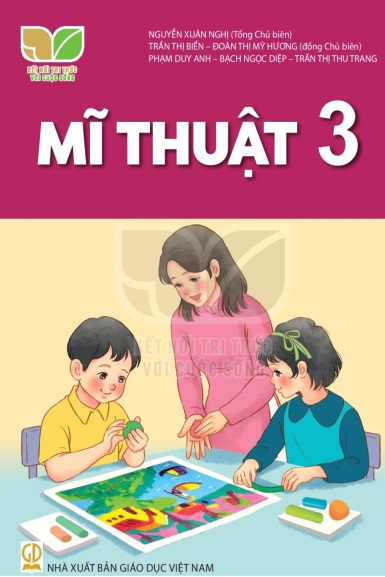 NGUYỄN XUÂN NGHỊ (Tổng Chủ biên)
TRẦN THỊ BIỂN – ĐOÀN THỊ MỸ HƯƠNG (đồng Chủ biên)
PHẠM DUY ANH – BẠCH NGỌC DIỆP – TRẦN THỊ THU TRANG
KẾT NỐI TRI THỨC
VỚI CUỘC SỐNG
MĨ THUẬT 3
KẾT NỐI TRI THỨC
VỚI CUỘC SỐNG
GD
NHÀ XUẤT BẢN GIÁO DỤC VIỆT NAM